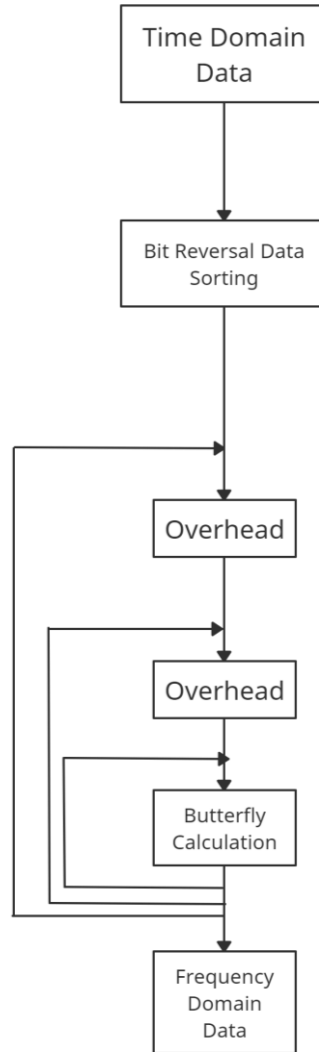 Time Domain
Data
Bit Reversal Data
Sorting
Overhead
Overhead
Butterfly
Calculation
Frequency
Domain
Data